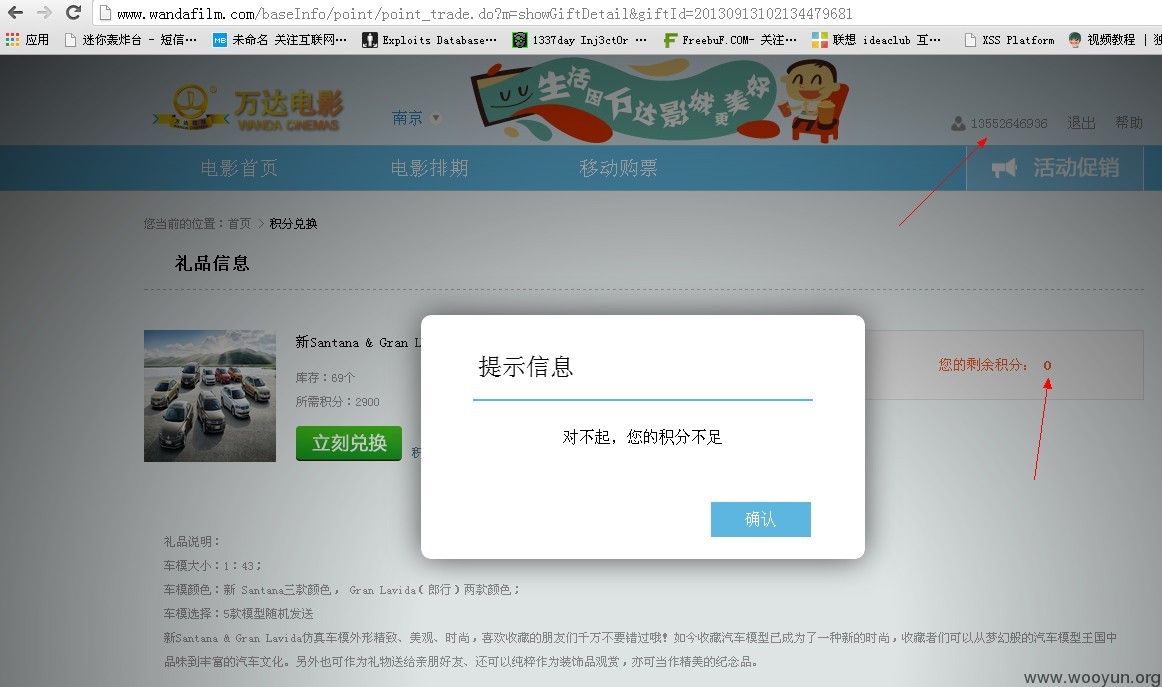 www.wandafilm.com/baseInfo/point/point_trade.do?m=showGiftDetail&giftId=20130913102134479681
应用 迷你轰炸台 - 短信… 未命名 关注互联网… Exploits Database… 1337day Inj3ct0r … FreebuF.COM- 关注… 联想 ideaclub 互… XSS Platform 视频教程 | 独
万达电影
WANDA CINEMAS
南京
生活因万达影城更美好
13552646936 退出 帮助
电影首页 电影排期 移动购票 活动促销
您当前的位置：首页 > 积分兑换
礼品信息
新Santana & Gran L
库存：69个
所需积分：2900
立刻兑换
积
您的剩余积分： 0
提示信息
对不起，您的积分不足
确认
礼品说明：
车模大小：1：43；
车模颜色：新 Santana三款颜色， Gran Lavida（朗行）两款颜色；
车模选择：5款模型随机发送
新Santana & Gran Lavida仿真车模外形精致、美观、时尚，喜欢收藏的朋友们千万不要错过哦！如今收藏汽车模型已成为了一种新的时尚，收藏者们可以从梦幻般的汽车模型王国中
品味到丰富的汽车文化。另外也可作为礼物送给亲朋好友、还可以纯粹作为装饰品观赏，亦可当作精美的纪念品。
www.wooyun.org